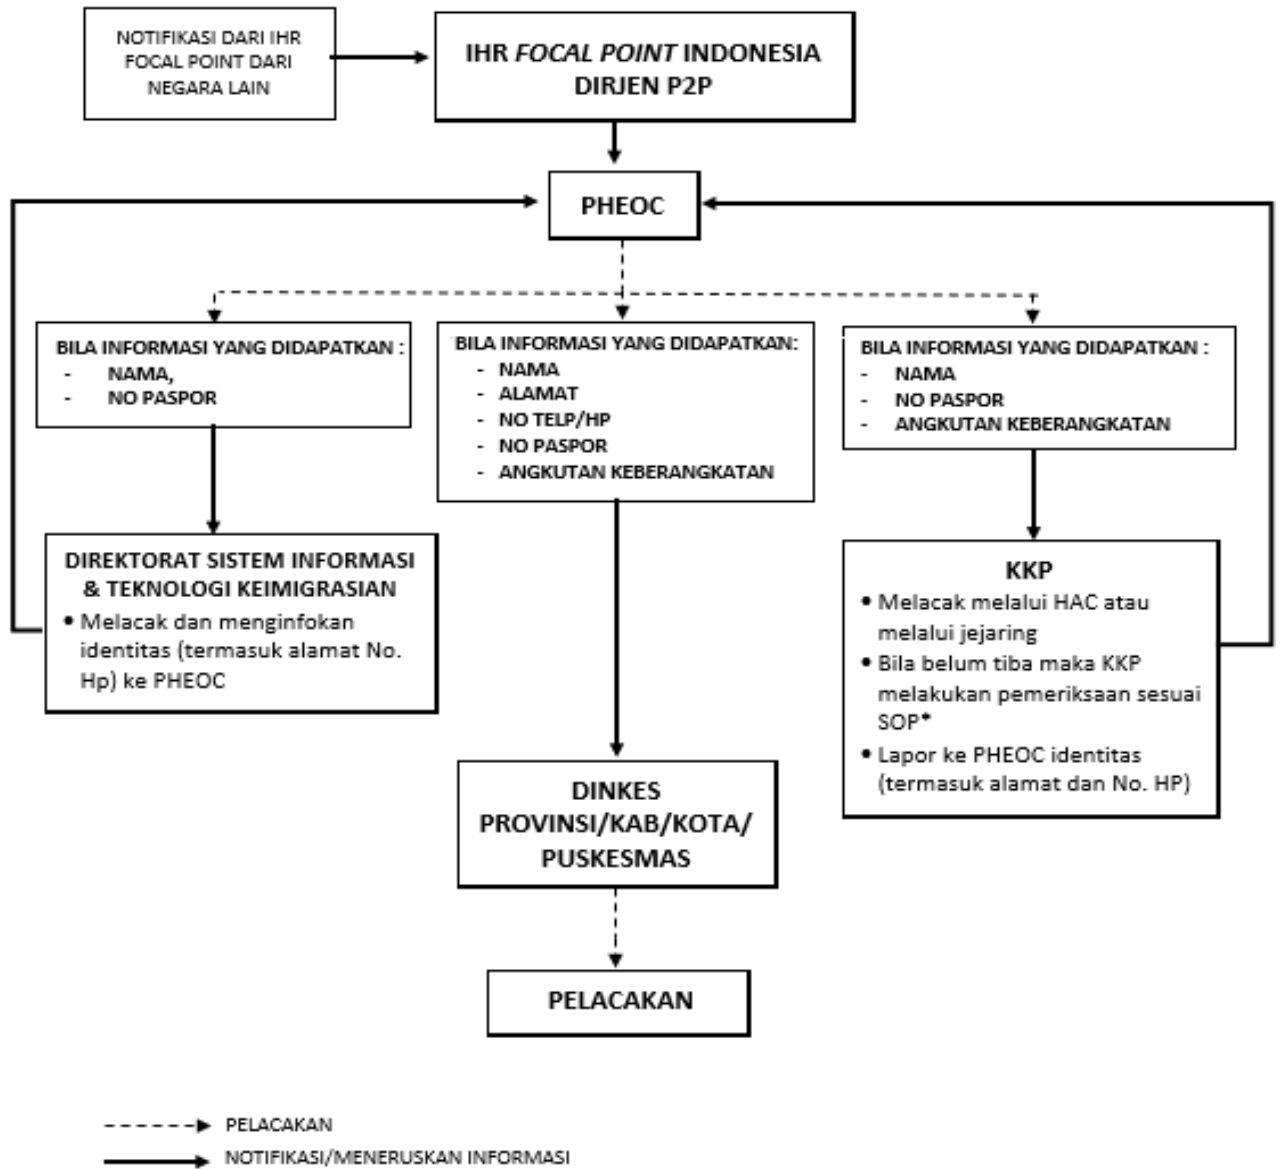 NOTIFIKASI DARI IHR
FOCAL POINT DARI
NEGARA LAIN
IHR FOCAL POINT INDONESIA
DIRJEN P2P
PHEOC
BILA INFORMASI YANG DIDAPATKAN :
- NAMA,
- NO PASPOR
BILA INFORMASI YANG DIDAPATKAN:
- NAMA
- ALAMAT
- NO TELP/HP
- NO PASPOR
- ANGKUTAN KEBERANGKATAN
BILA INFORMASI YANG DIDAPATKAN :
- NAMA
- NO PASPOR
- ANGKUTAN KEBERANGKATAN
DIREKTORAT SISTEM INFORMASI
& TEKNOLOGI KEIMIGRASIAN
• Melacak dan menginfokan
identitas (termasuk alamat No.
Hp) ke PHEOC
KKP
• Melacak melalui HAC atau
melalui jejaring
• Bila belum tiba maka KKP
melakukan pemeriksaan sesuai
SOP*
• Lapor ke PHEOC identitas
(termasuk alamat dan No. HP)
DINKES
PROVINSI/KAB/KOTA/
PUSKESMAS
PELACAKAN
PELACAKAN
NOTIFIKASI/MENERUSKAN INFORMASI